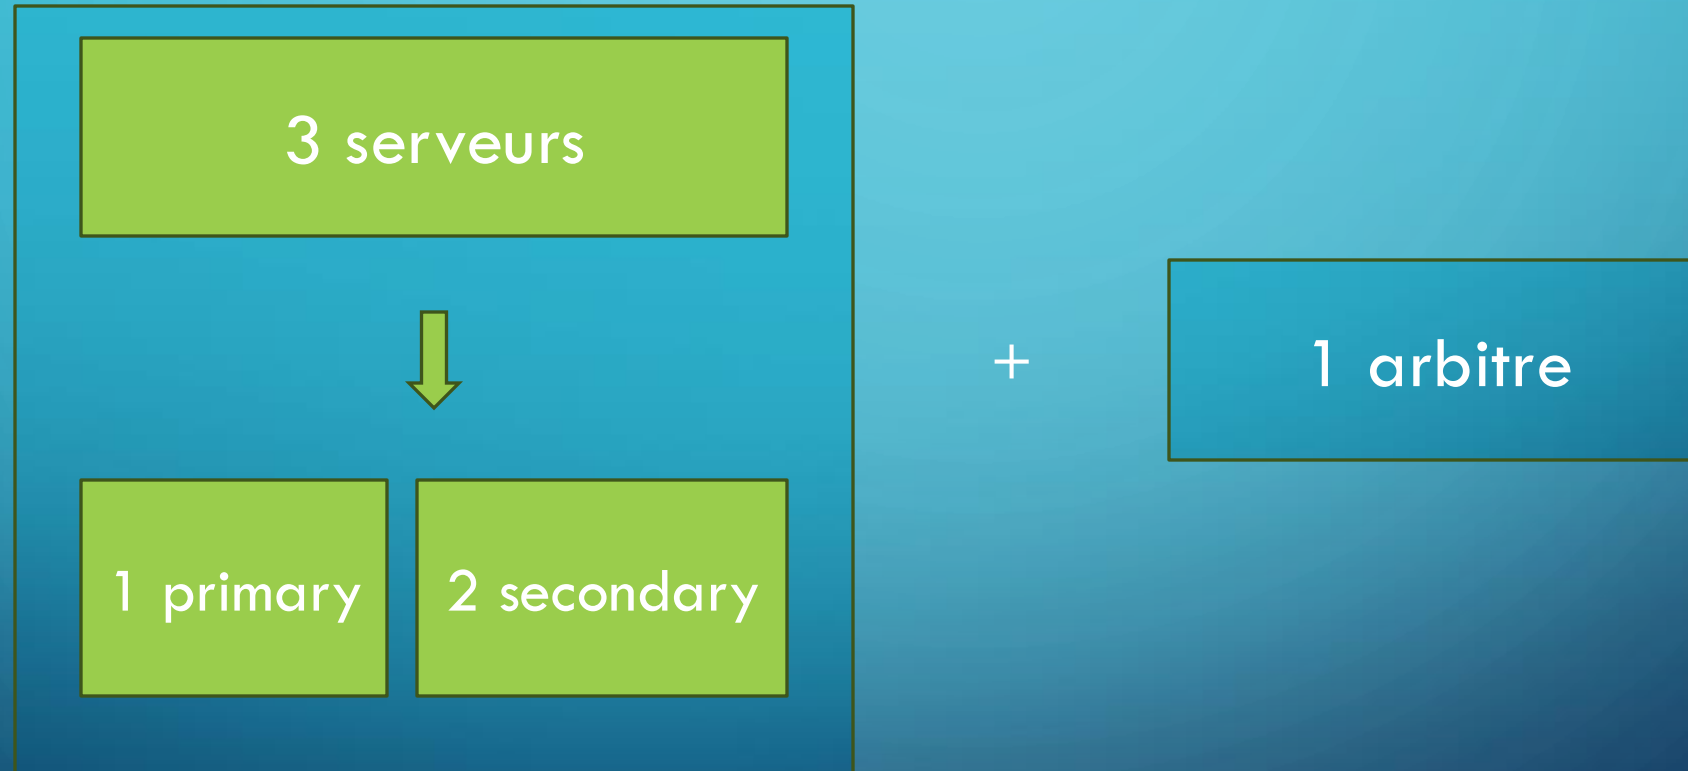 3 serveurs
+
1 arbitre
1 primary
2 secondary